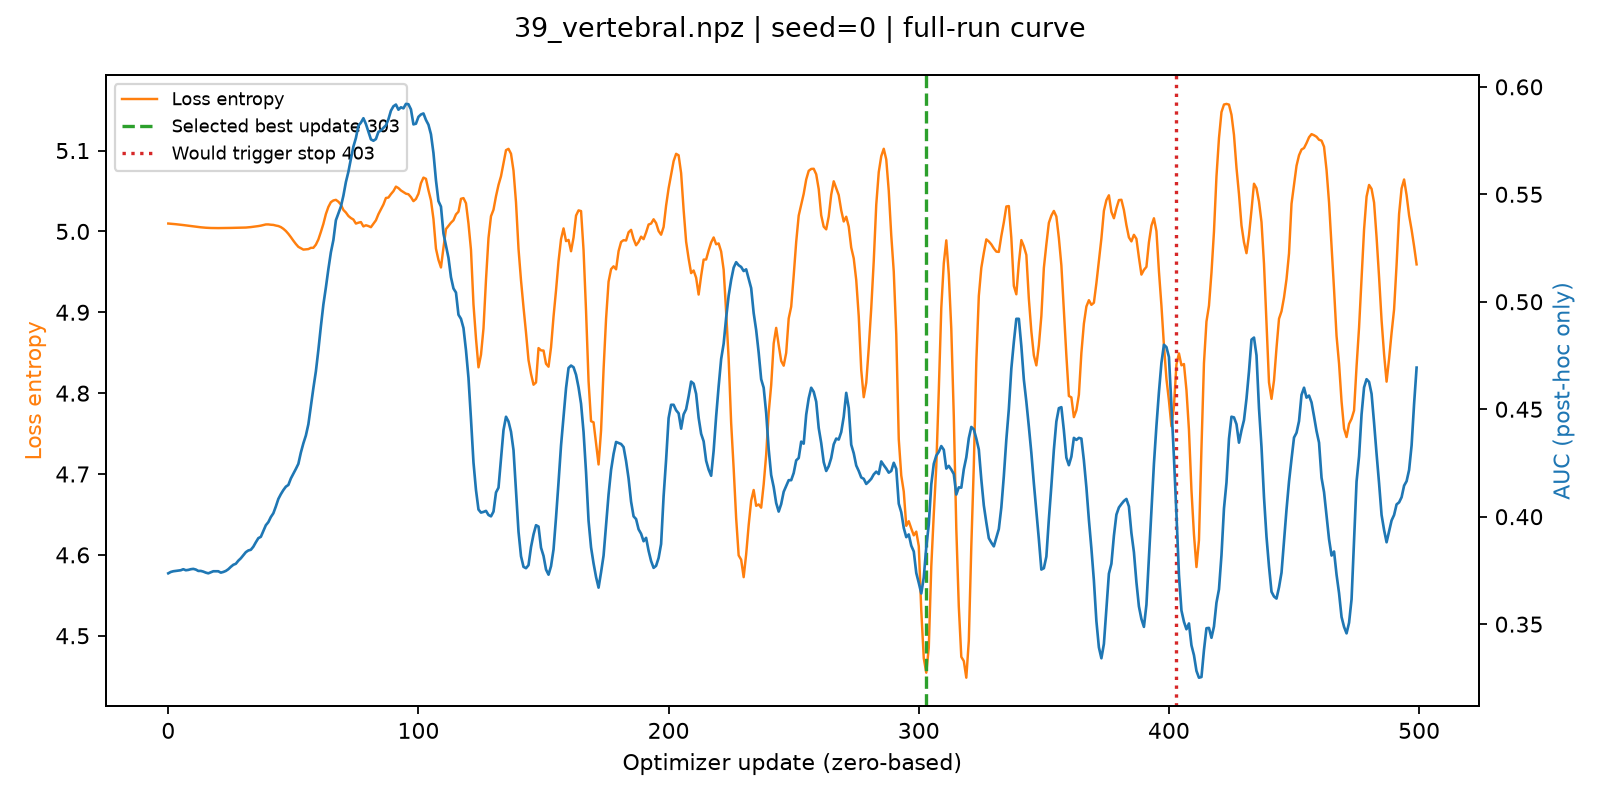 39_vertebral.npz | seed=0 | full-run curve
Loss entropy
Selected best update 303
Would trigger stop 403
5.1
5.0
4.9
4.8
4.7
4.6
4.5
Loss entropy
0.60
0.55
0.50
0.45
0.40
0.35
AUC (post-hoc only)
0
100
200
300
400
500
Optimizer update (zero-based)